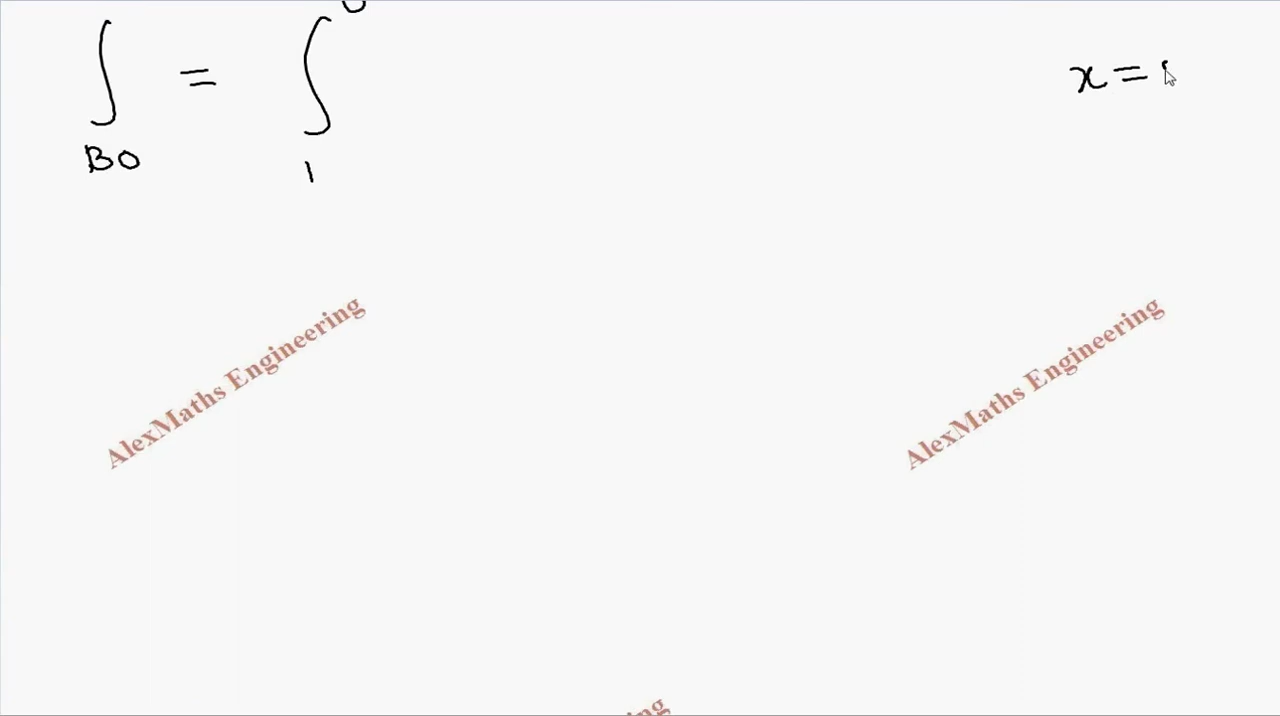 ∫ = ∫ x =
BO 1
AlexMaths Engineering AlexMaths Engineering